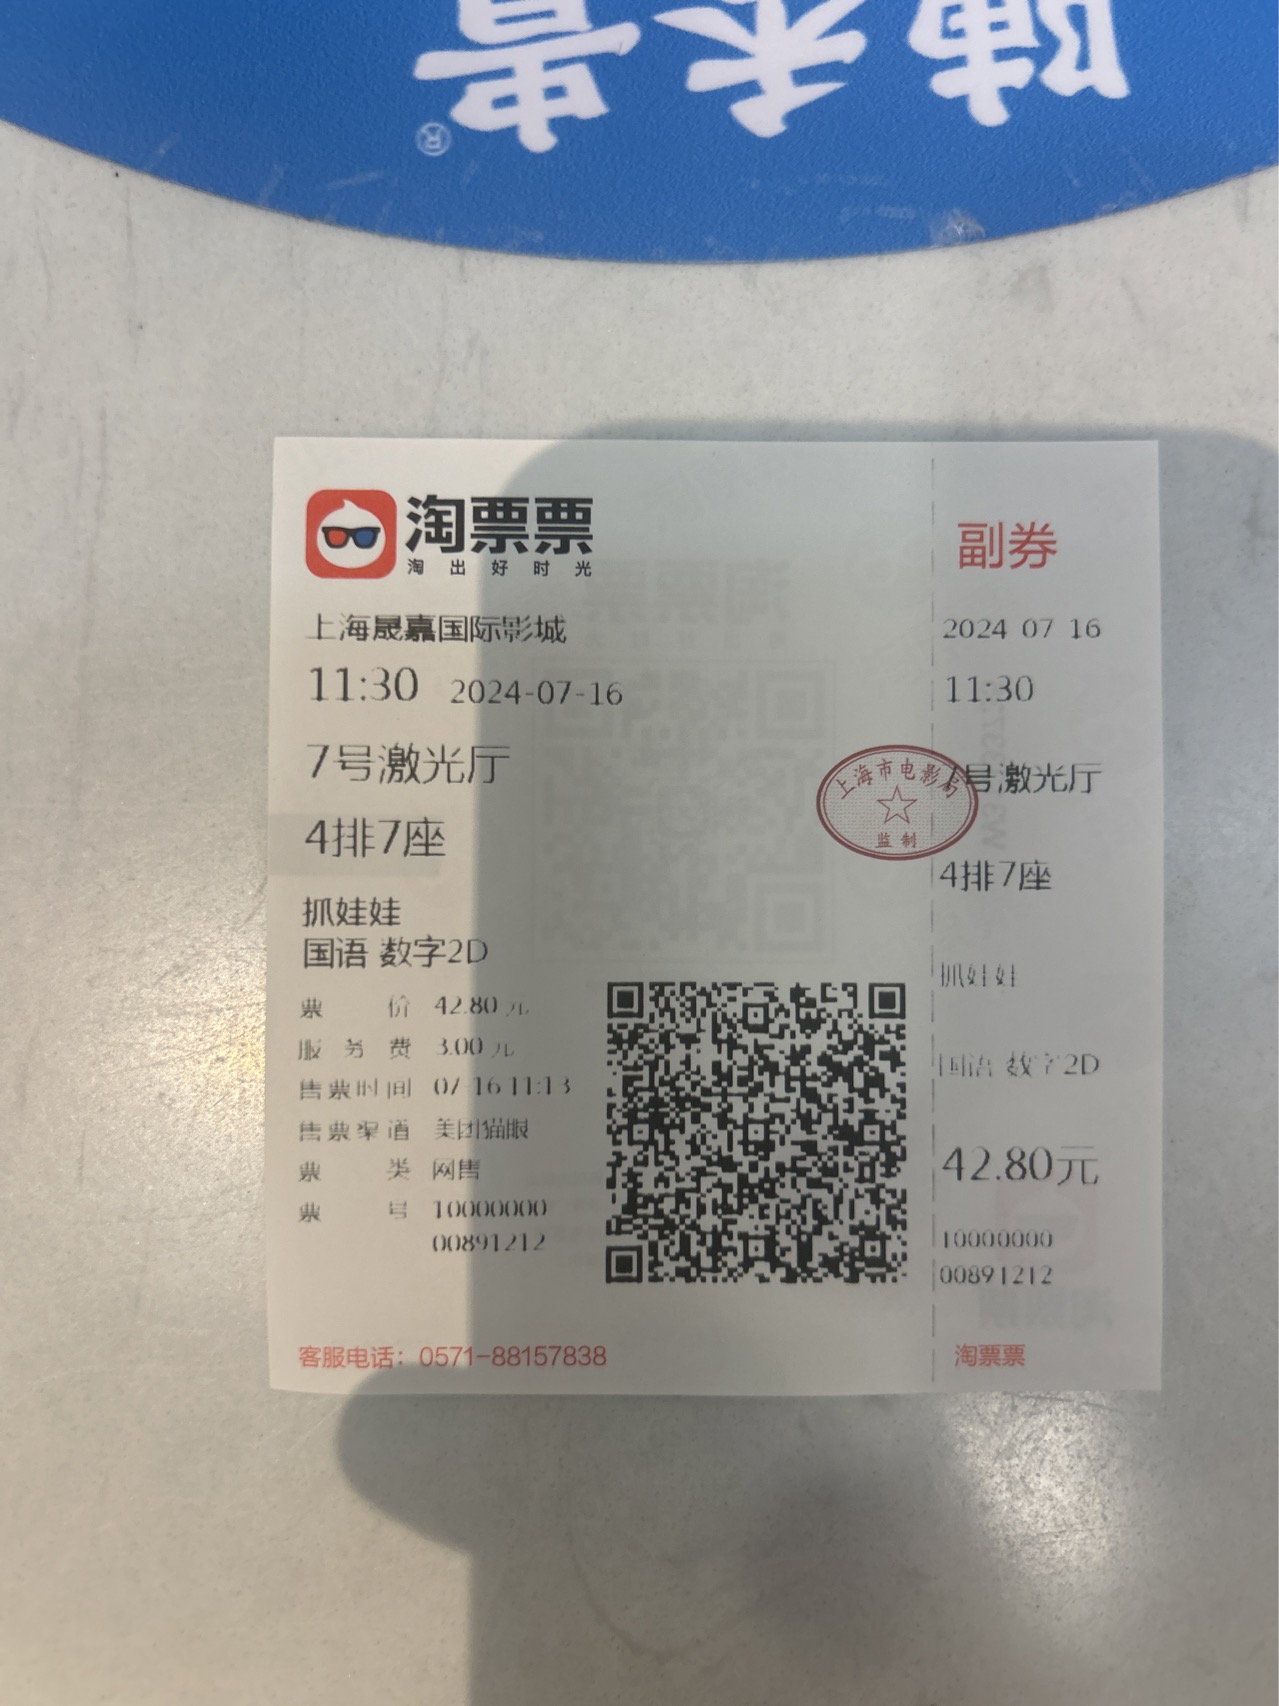 随未青®
淘票票
淘出好时光
上海晟嘉国际影城
11:30 2024-07-16
7号激光厅
4排7座
抓娃娃
国语 数字2D
票价 42.80 元
服务费 3.00 元
售票时间 07-16 11:13
售票渠道 美团猫眼
票类 网售
票号 10000000
00891212
客服电话：0571-88157838
上海市电影局
监制
副券
2024 07 16
11:30
7号激光厅
4排7座
抓娃娃
国语 数字2D
42.80元
10000000
00891212
淘票票